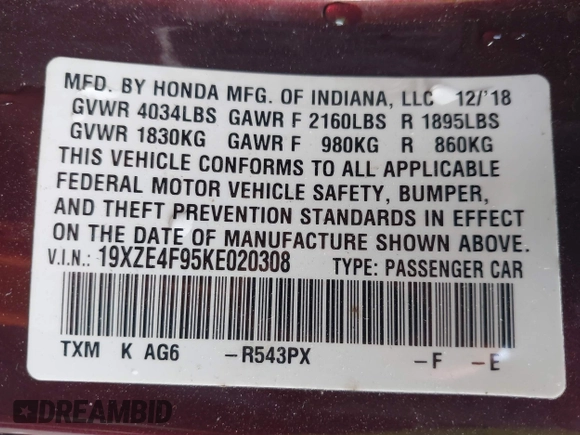 MFD. BY HONDA MFG. OF INDIANA, LLC 12/'18
GVWR 4034LBS GAWR F 2160LBS R 1895LBS
GVWR 1830KG GAWR F 980KG R 860KG
THIS VEHICLE CONFORMS TO ALL APPLICABLE
FEDERAL MOTOR VEHICLE SAFETY, BUMPER,
AND THEFT PREVENTION STANDARDS IN EFFECT
ON THE DATE OF MANUFACTURE SHOWN ABOVE.
V.I.N.: 19XZE4F95KE020308 TYPE: PASSENGER CAR
TXM K AG6 -R543PX -F -E
DREAMBID